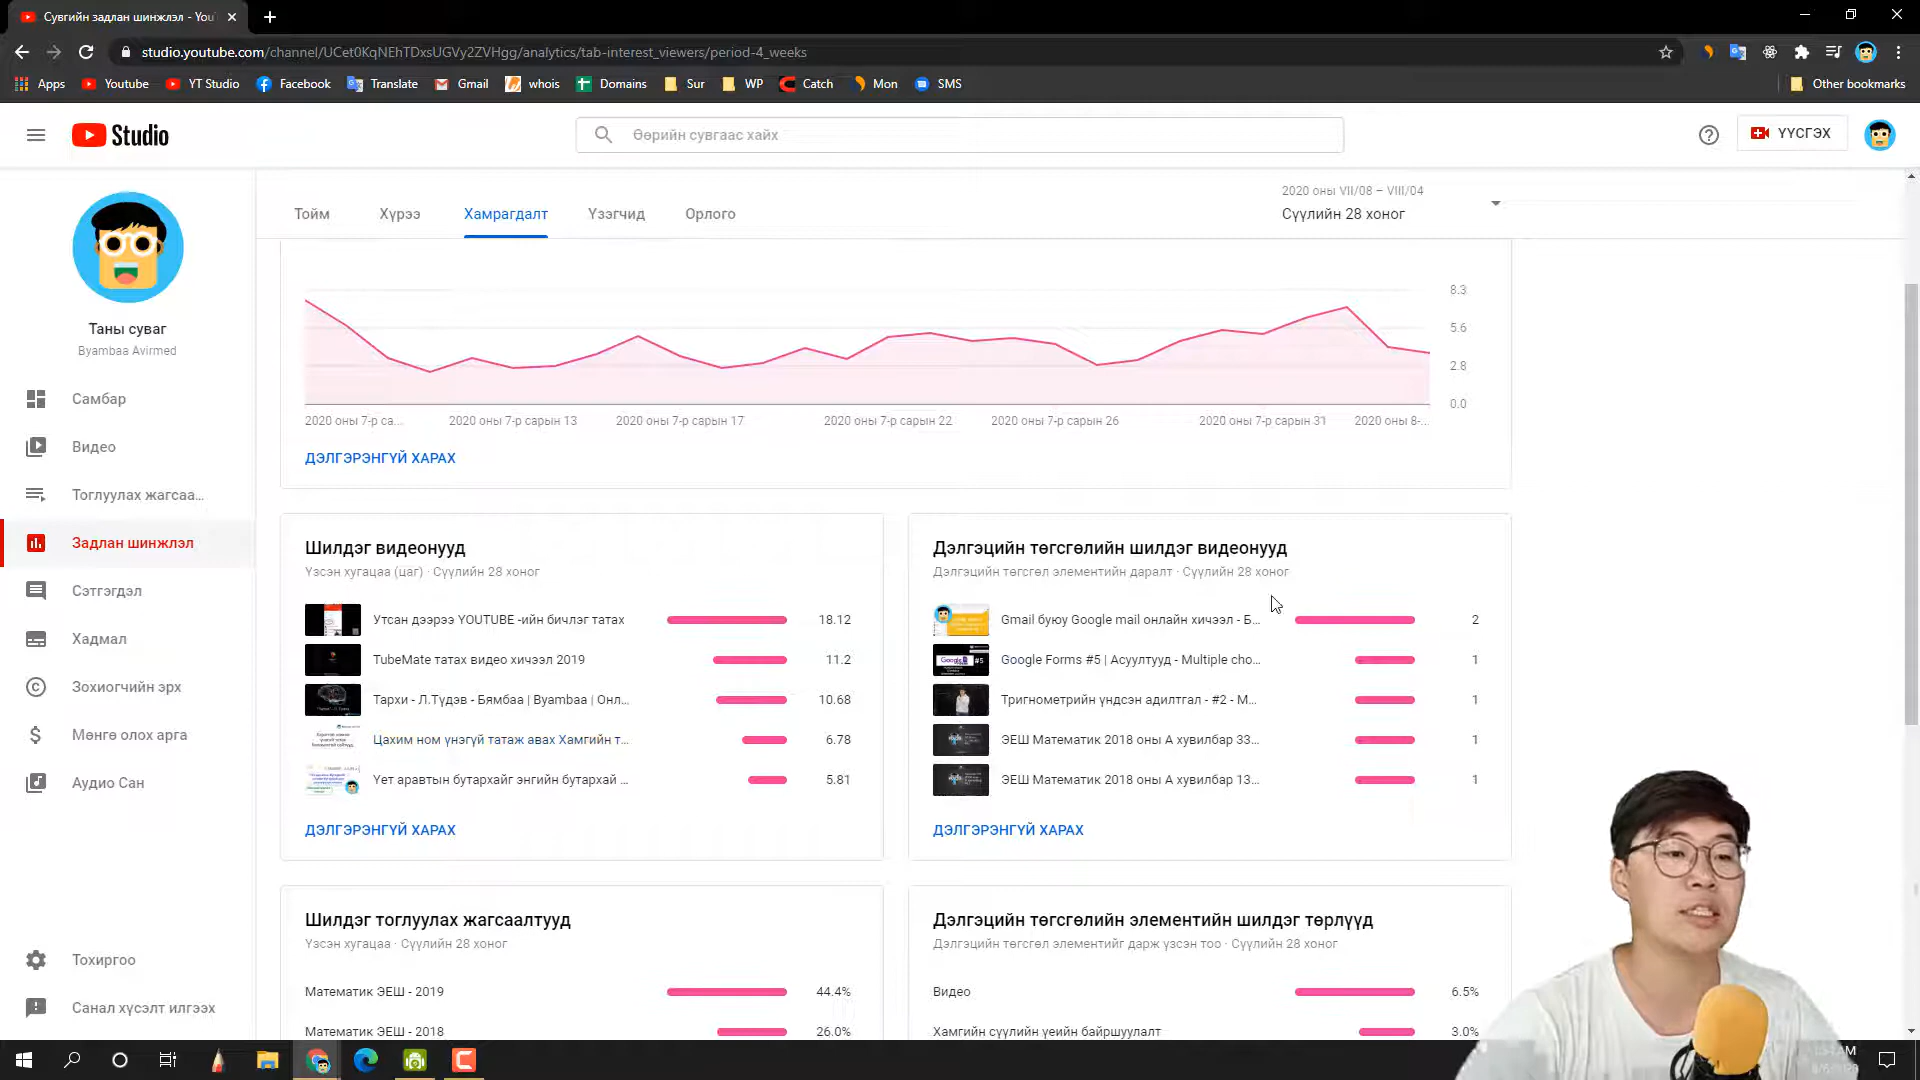 Сувгийн задлан шинжлэл - You
studio.youtube.com/channel/UCet0KqNEhTDxsUGVy2ZVHgg/analytics/tab-interest_viewers/period-4_weeks
Apps Youtube YT Studio Facebook Translate Gmail whois Domains Sur WP Catch Mon SMS Other bookmarks
Studio
Өөрийн сувгаас хайх
ҮҮСГЭХ
Таны суваг
Byambaa Avirmed
Самбар
Видео
Тоглуулах жагсаа...
Задлан шинжлэл
Сэтгэгдэл
Хадмал
Зохиогчийн эрх
Мөнгө олох арга
Аудио Сан
Тохиргоо
Санал хүсэлт илгээх
Тойм Хүрээ Хамрагдалт Үзэгчид Орлого
2020 оны VII/08 – VIII/04
Сүүлийн 28 хоног
8.3
5.6
2.8
0.0
2020 оны 7-р са... 2020 оны 7-р сарын 13 2020 оны 7-р сарын 17 2020 оны 7-р сарын 22 2020 оны 7-р сарын 26 2020 оны 7-р сарын 31 2020 оны 8-...
ДЭЛГЭРЭНГҮЙ ХАРАХ
Шилдэг видеонууд
Үзсэн хугацаа (цаг) · Сүүлийн 28 хоног
Утсан дээрээ YOUTUBE -ийн бичлэг татах 18.12
TubeMate татах видео хичээл 2019 11.2
Тархи - Л.Түдэв - Бямбаа | Byambaa | Онл... 10.68
Цахим ном үнэгүй татаж авах Хамгийн т... 6.78
Үет аравтын бутархайг энгийн бутархай ... 5.81
ДЭЛГЭРЭНГҮЙ ХАРАХ
Дэлгэцийн төгсгөлийн шилдэг видеонууд
Дэлгэцийн төгсгөл элементийн даралт · Сүүлийн 28 хоног
Gmail буюу Google mail онлайн хичээл - Б... 2
Google Forms #5 | Асуултууд - Multiple cho... 1
Тригнометрийн үндсэн адилтгал - #2 - М... 1
ЭЕШ Математик 2018 оны А хувилбар 33... 1
ЭЕШ Математик 2018 оны А хувилбар 13... 1
ДЭЛГЭРЭНГҮЙ ХАРАХ
Шилдэг тоглуулах жагсаалтууд
Үзсэн хугацаа · Сүүлийн 28 хоног
Математик ЭЕШ - 2019 44.4%
Математик ЭЕШ - 2018 26.0%
Дэлгэцийн төгсгөлийн элементийн шилдэг төрлүүд
Дэлгэцийн төгсгөл элементийг дарж үзсэн тоо · Сүүлийн 28 хоног
Видео 6.5%
Хамгийн сүүлийн үеийн байршуулалт 3.0%